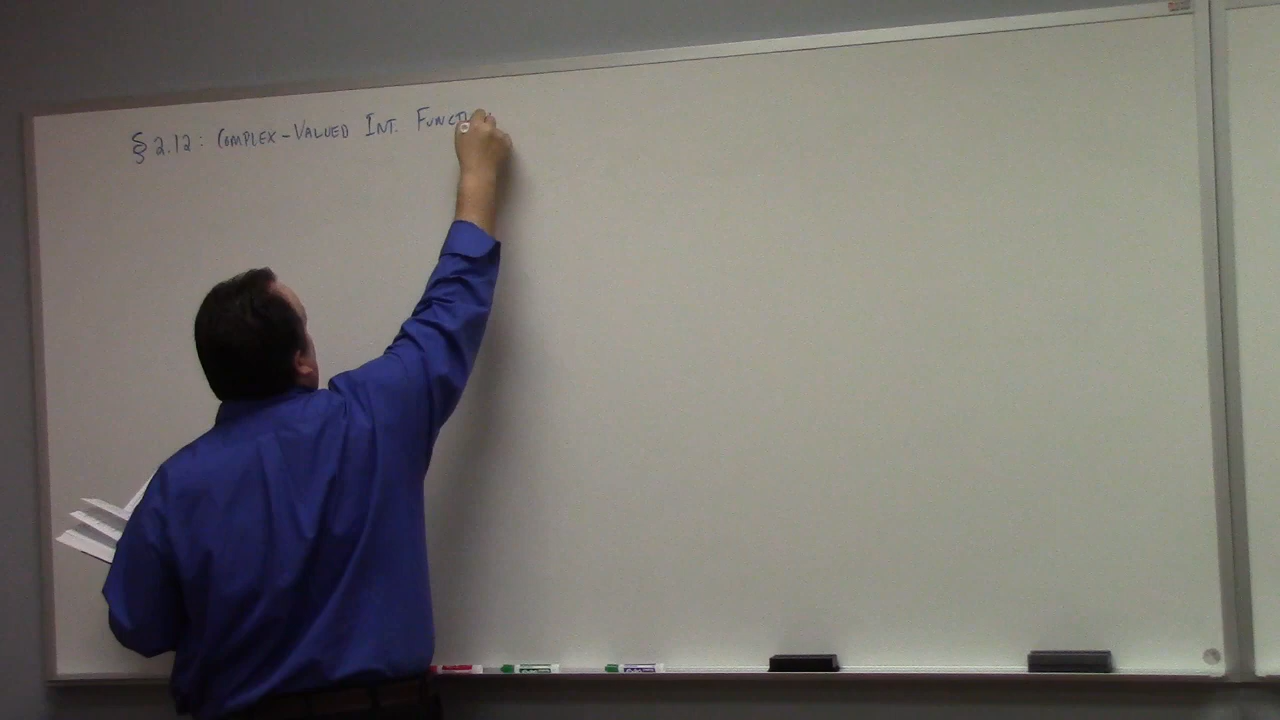 § 2.12: COMPLEX-VALUED INT. FUNCTI